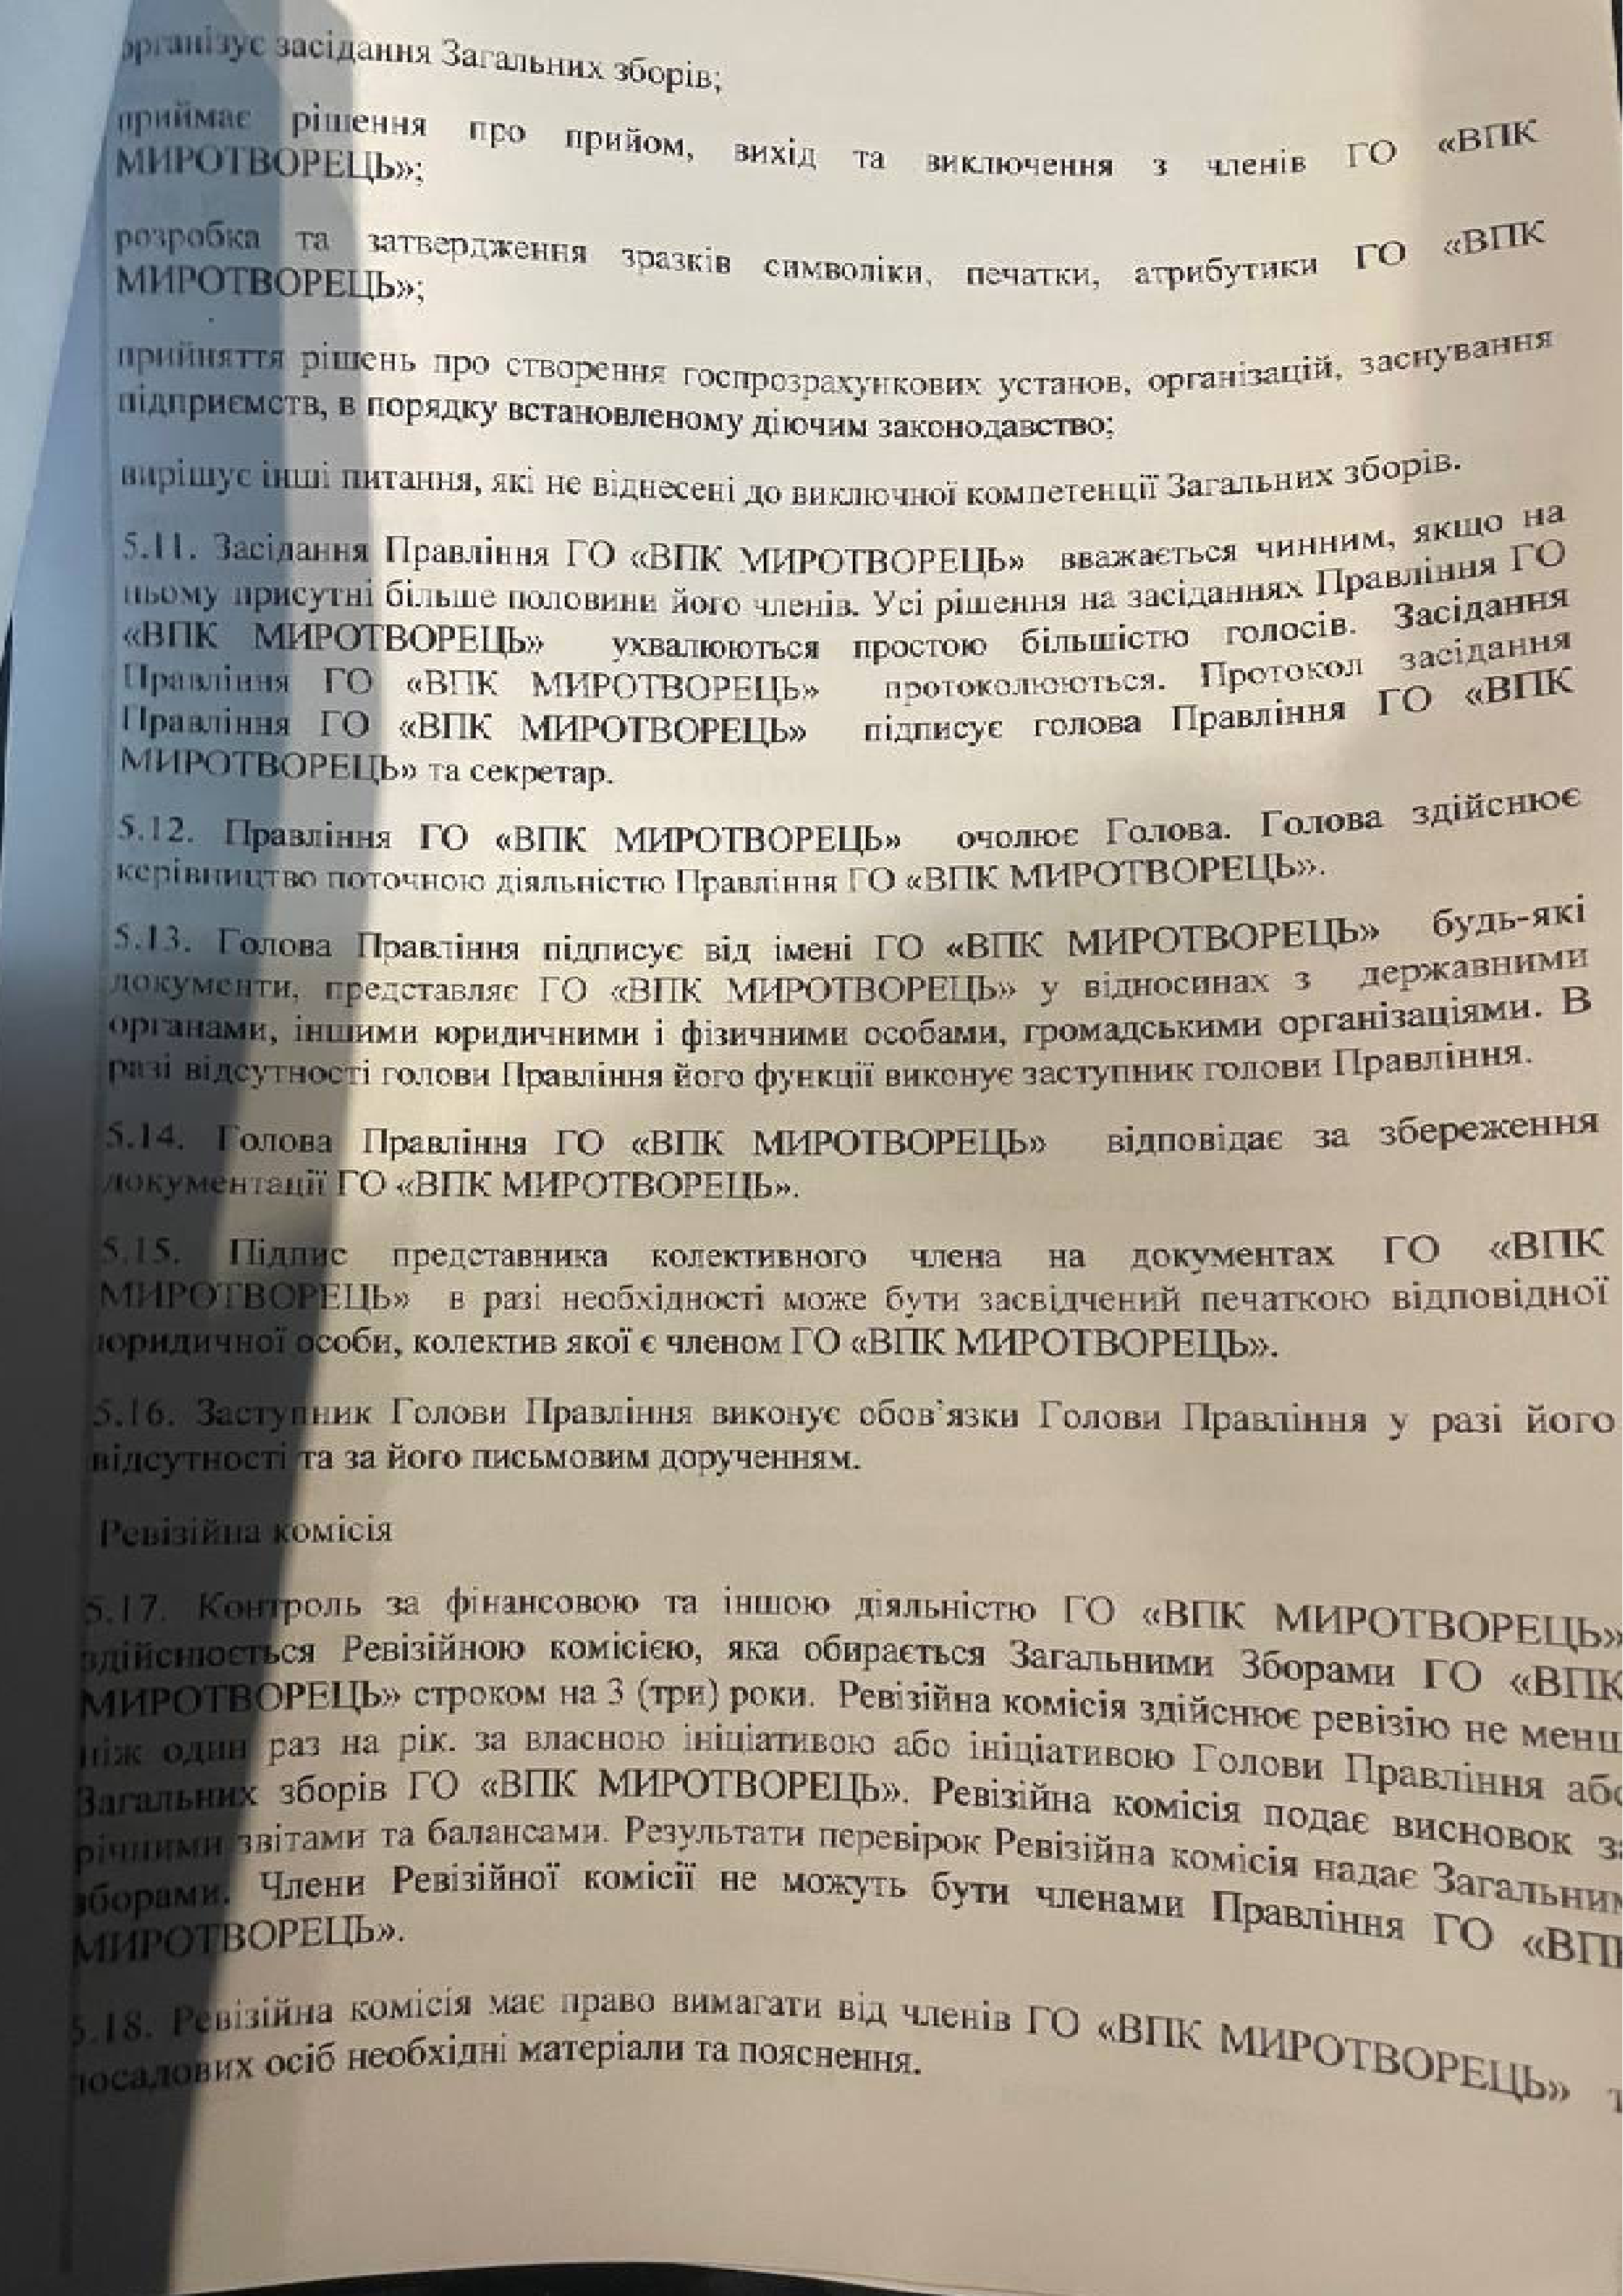 організує засідання Загальних зборів;
приймає рішення про прийом, вихід та виключення з членів ГО «ВПК
МИРОТВОРЕЦЬ»;
розробка та затвердження зразків символіки, печатки, атрибутики ГО «ВПК
МИРОТВОРЕЦЬ»;
прийняття рішень про створення госпрозрахункових установ, організацій, заснування
підприємств, в порядку встановленому діючим законодавство;
вирішує інші питання, які не віднесені до виключної компетенції Загальних зборів.
5.11. Засідання Правління ГО «ВПК МИРОТВОРЕЦЬ» вважається чинним, якщо на
ньому присутні більше половини його членів. Усі рішення на засіданнях Правління ГО
«ВПК МИРОТВОРЕЦЬ» ухвалюються простою більшістю голосів. Засідання
Правління ГО «ВПК МИРОТВОРЕЦЬ» протоколюються. Протокол засідання
Правління ГО «ВПК МИРОТВОРЕЦЬ» підписує голова Правління ГО «ВПК
МИРОТВОРЕЦЬ» та секретар.
5.12. Правління ГО «ВПК МИРОТВОРЕЦЬ» очолює Голова. Голова здійснює
керівництво поточною діяльністю Правління ГО «ВПК МИРОТВОРЕЦЬ».
5.13. Голова Правління підписує від імені ГО «ВПК МИРОТВОРЕЦЬ» будь-які
документи, представляє ГО «ВПК МИРОТВОРЕЦЬ» у відносинах з державними
органами, іншими юридичними і фізичними особами, громадськими організаціями. В
разі відсутності голови Правління його функції виконує заступник голови Правління.
5.14. Голова Правління ГО «ВПК МИРОТВОРЕЦЬ» відповідає за збереження
документації ГО «ВПК МИРОТВОРЕЦЬ».
5.15. Підпис представника колективного члена на документах ГО «ВПК
МИРОТВОРЕЦЬ» в разі необхідності може бути засвідчений печаткою відповідної
юридичної особи, колектив якої є членом ГО «ВПК МИРОТВОРЕЦЬ».
5.16. Заступник Голови Правління виконує обов'язки Голови Правління у разі його
відсутності та за його письмовим дорученням.
Ревізійна комісія
5.17. Контроль за фінансовою та іншою діяльністю ГО «ВПК МИРОТВОРЕЦЬ»
здійснюється Ревізійною комісією, яка обирається Загальними Зборами ГО «ВПК
МИРОТВОРЕЦЬ» строком на 3 (три) роки. Ревізійна комісія здійснює ревізію не менш
ніж один раз на рік. за власною ініціативою або ініціативою Голови Правління або
Загальних зборів ГО «ВПК МИРОТВОРЕЦЬ». Ревізійна комісія подає висновок
річними звітами та балансами. Результати перевірок Ревізійна комісія надає Загальним
зборами. Члени Ревізійної комісії не можуть бути членами Правління ГО «ВПК
МИРОТВОРЕЦЬ».
5.18. Ревізійна комісія має право вимагати від членів ГО «ВПК МИРОТВОРЕЦЬ»
посадових осіб необхідні матеріали та пояснення.